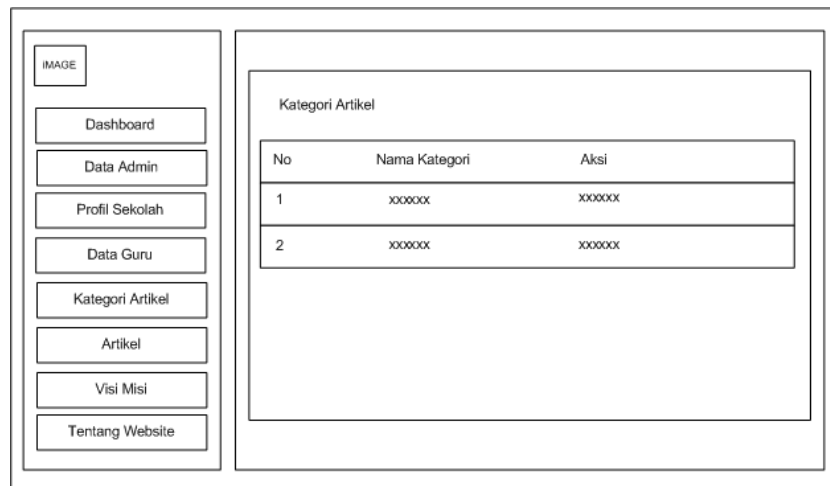 IMAGE
Dashboard
Data Admin
Profil Sekolah
Data Guru
Kategori Artikel
Artikel
Visi Misi
Tentang Website
Kategori Artikel
No Nama Kategori Aksi
1 xxxxxx xxxxxx
2 xxxxxx xxxxxx